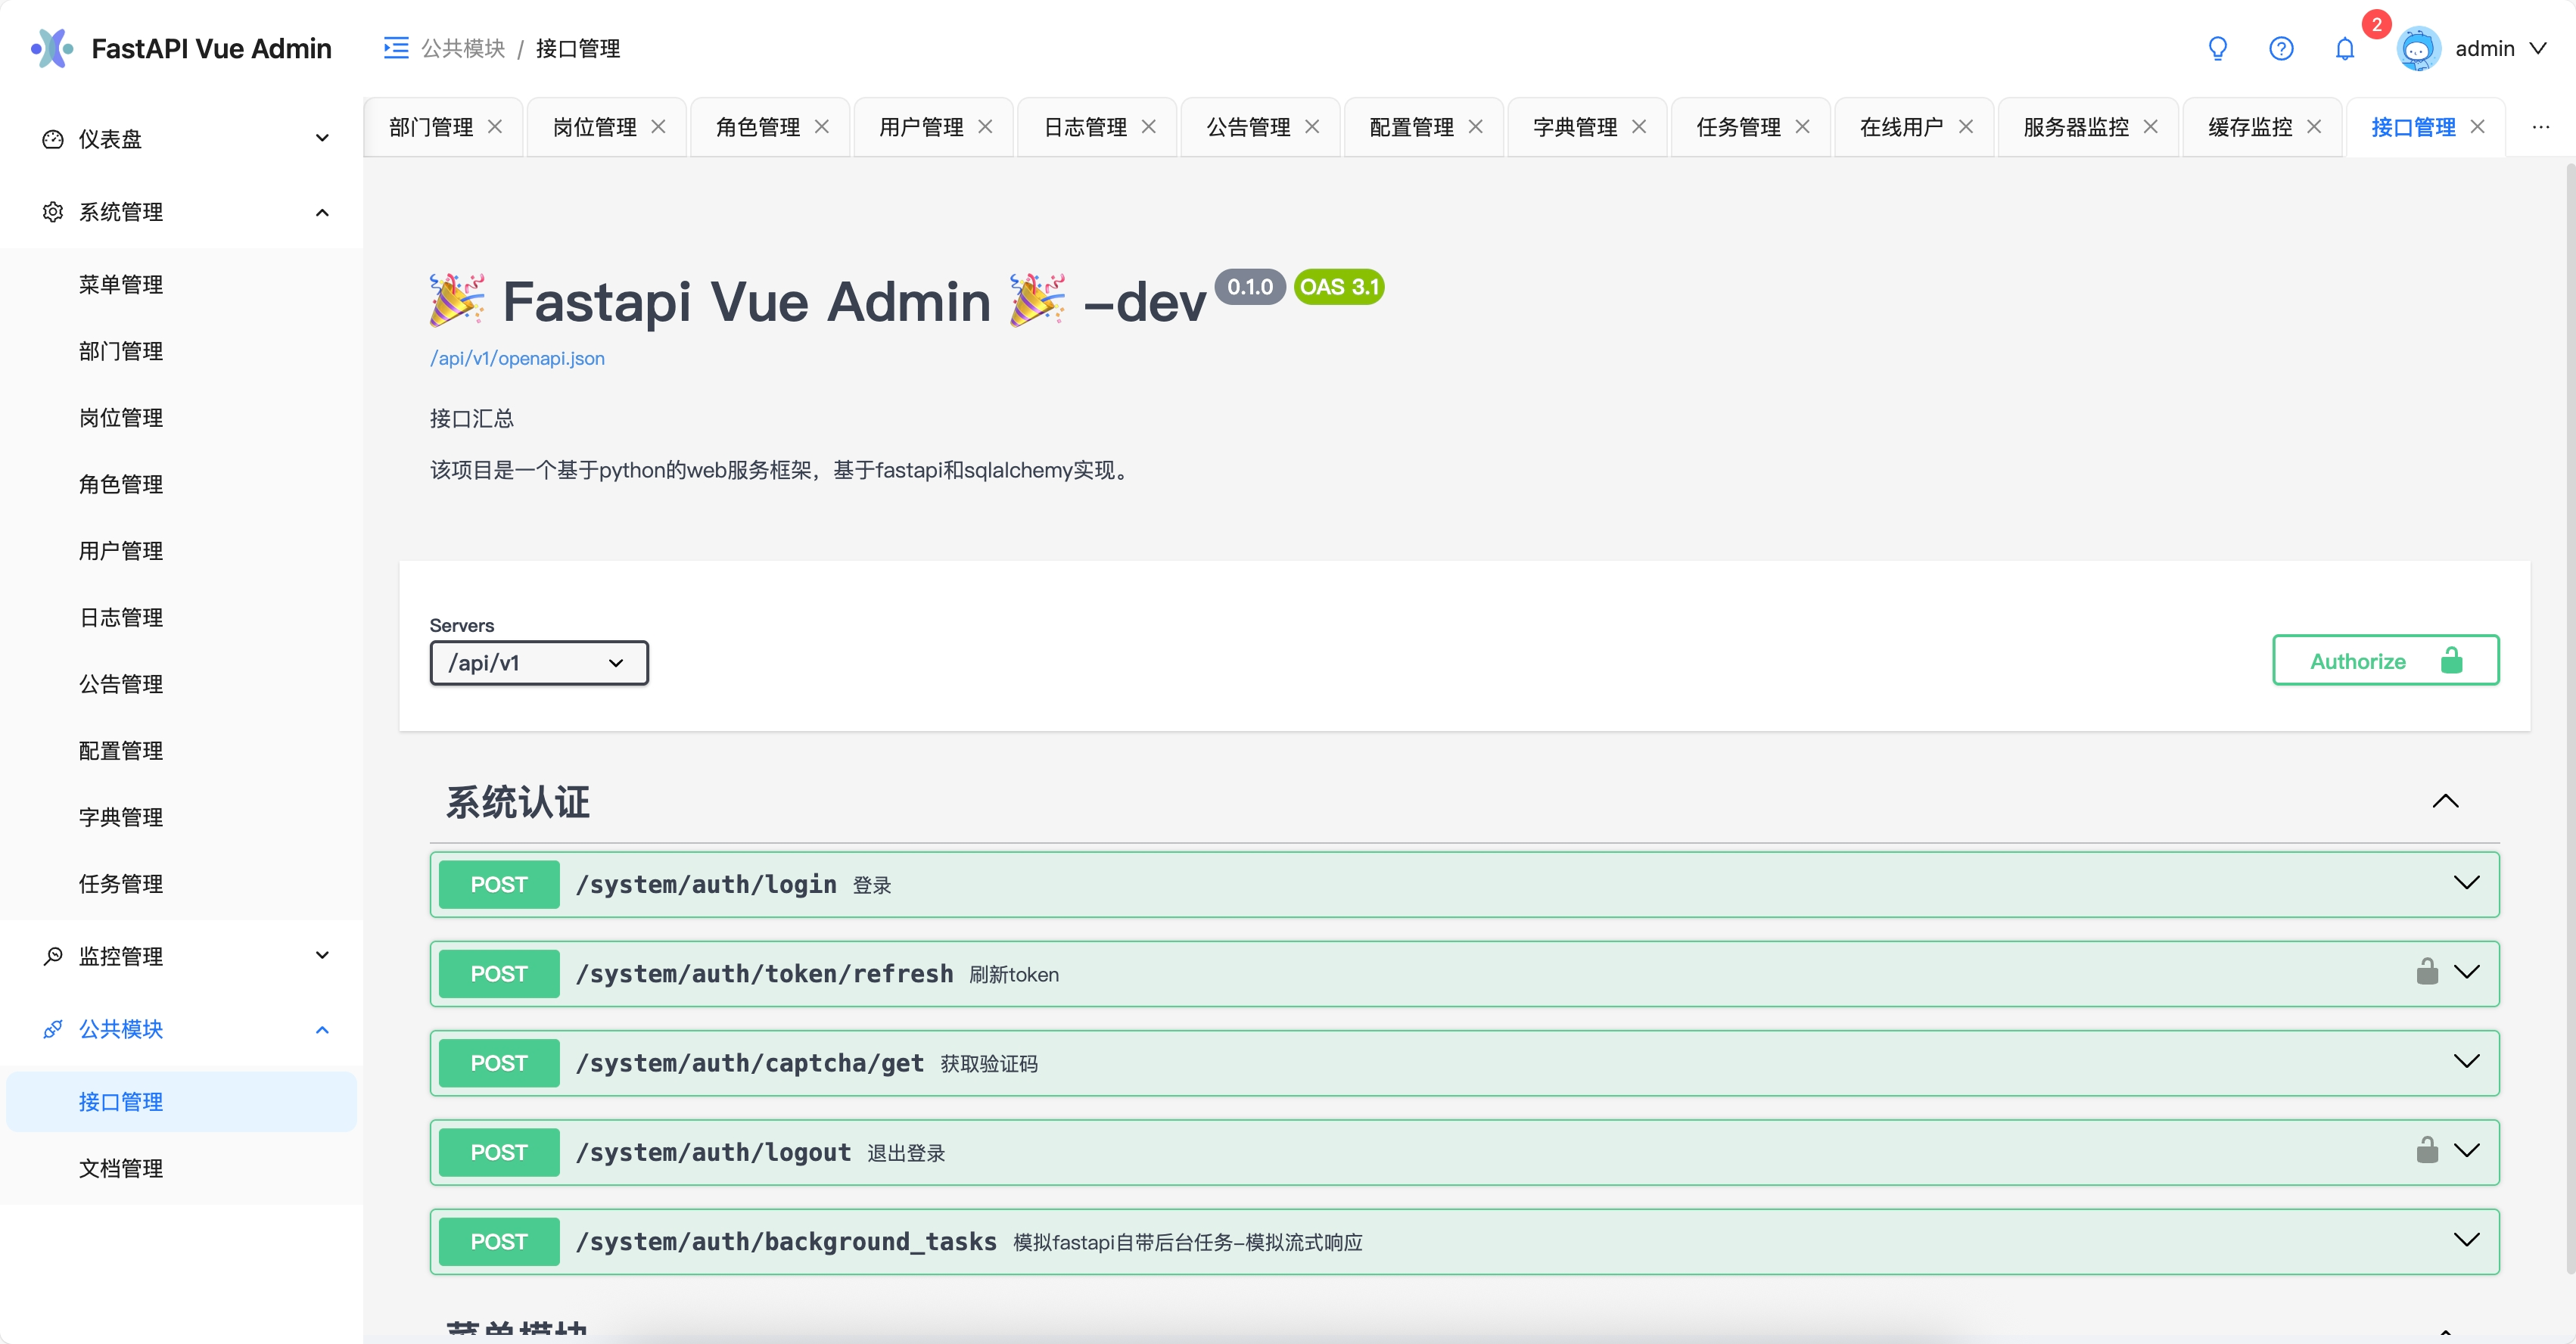 FastAPI Vue Admin
公共模块 / 接口管理
2
admin
部门管理 岗位管理 角色管理 用户管理 日志管理 公告管理 配置管理 字典管理 任务管理 在线用户 服务器监控 缓存监控 接口管理 ...
仪表盘
系统管理
菜单管理
部门管理
岗位管理
角色管理
用户管理
日志管理
公告管理
配置管理
字典管理
任务管理
监控管理
公共模块
接口管理
文档管理
🎉 Fastapi Vue Admin 🎉 –dev 0.1.0 OAS 3.1
/api/v1/openapi.json
接口汇总
该项目是一个基于python的web服务框架，基于fastapi和sqlalchemy实现。
Servers
/api/v1
Authorize
系统认证
POST /system/auth/login 登录
POST /system/auth/token/refresh 刷新token
POST /system/auth/captcha/get 获取验证码
POST /system/auth/logout 退出登录
POST /system/auth/background_tasks 模拟fastapi自带后台任务–模拟流式响应
菜单模块